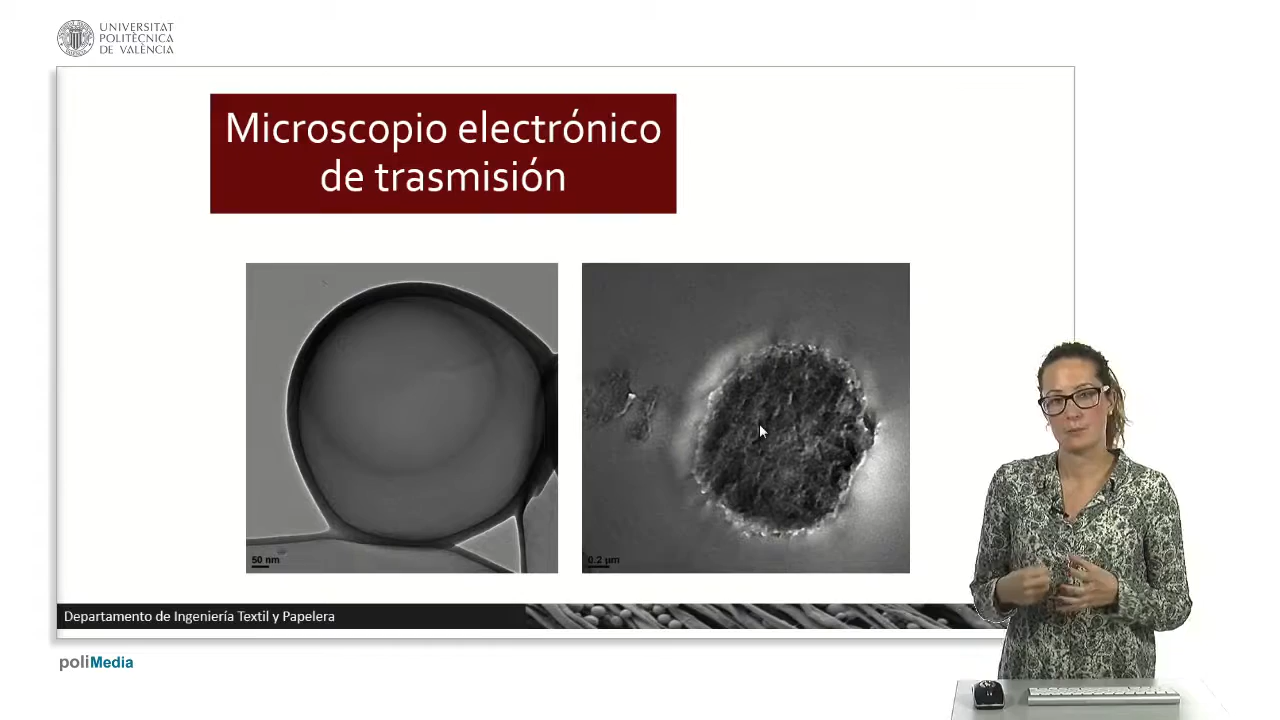 UNIVERSITAT
POLITÈCNICA
DE VALÈNCIA
Microscopio electrónico
de trasmisión
50 nm
0.2 µm
Departamento de Ingeniería Textil y Papelera
poliMedia